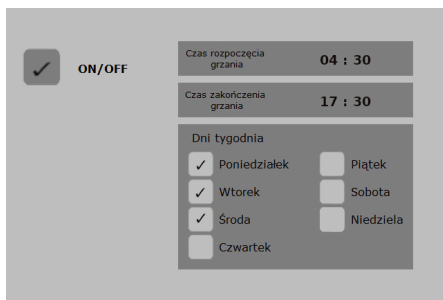 ON/OFF
Czas rozpoczęcia
grzania
04 : 30
Czas zakończenia
grzania
17 : 30
Dni tygodnia
Poniedziałek
Wtorek
Środa
Czwartek
Piątek
Sobota
Niedziela